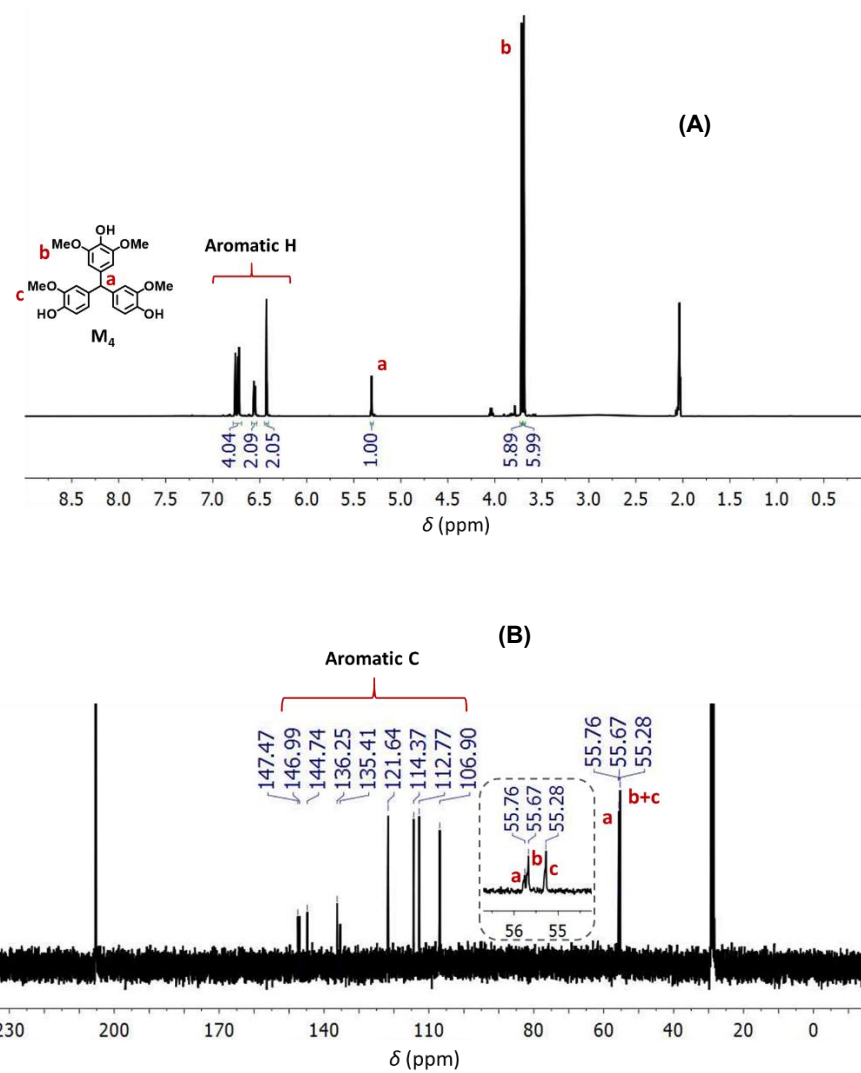 b
(A)
Aromatic H
OH
b
MeO
OMe
a
c
MeO
OMe
HO
OH
M₄
a
4.04
2.09
2.05
1.00
5.89
5.99
8.5 8.0 7.5 7.0 6.5 6.0 5.5 5.0 4.5 4.0 3.5 3.0 2.5 2.0 1.5 1.0 0.5
δ (ppm)
(B)
Aromatic C
147.47
146.99
144.74
136.25
135.41
121.64
114.37
112.77
106.90
55.76
55.67
55.28
a
b+c
55.76
55.67
55.28
a
b
c
56 55
230 200 170 140 110 80 60 40 20 0
δ (ppm)